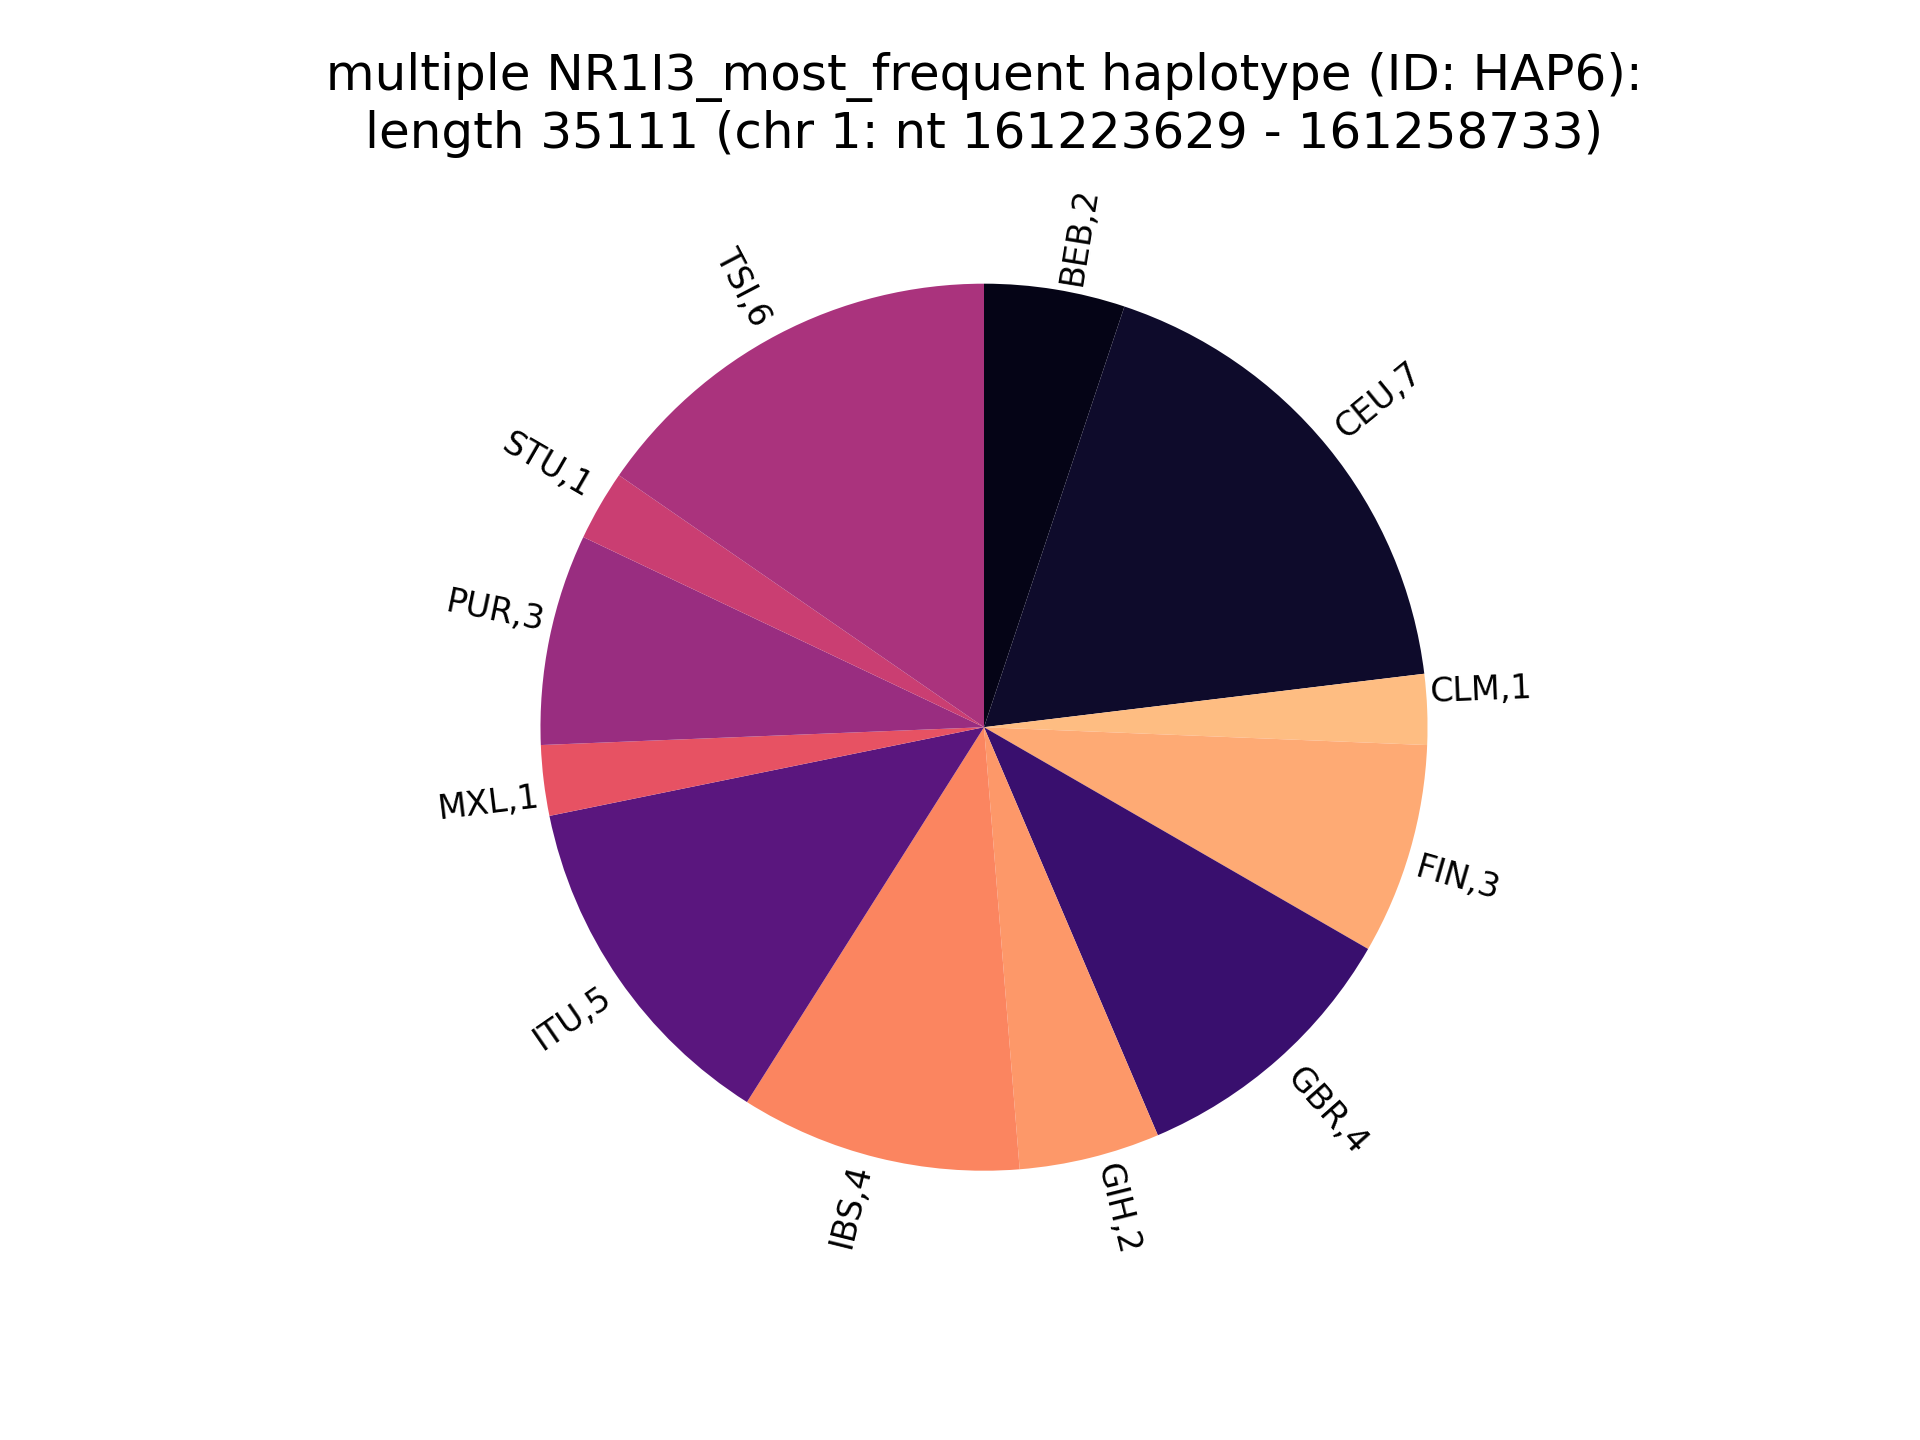 multiple NR1I3_most_frequent haplotype (ID: HAP6):
length 35111 (chr 1: nt 161223629 - 161258733)
BEB,2
CEU,7
CLM,1
FIN,3
GBR,4
GIH,2
IBS,4
ITU,5
MXL,1
PUR,3
STU,1
TSI,6